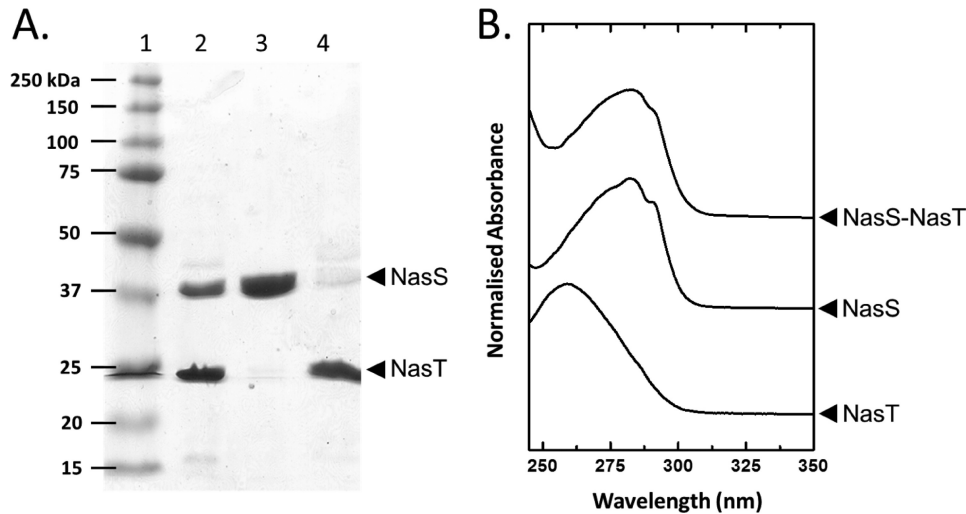 A.
1 2 3 4
250 kDa
150
100
75
50
37
25
20
15
NasS
NasT
B.
Normalised Absorbance
NasS-NasT
NasS
NasT
250 275 300 325 350
Wavelength (nm)